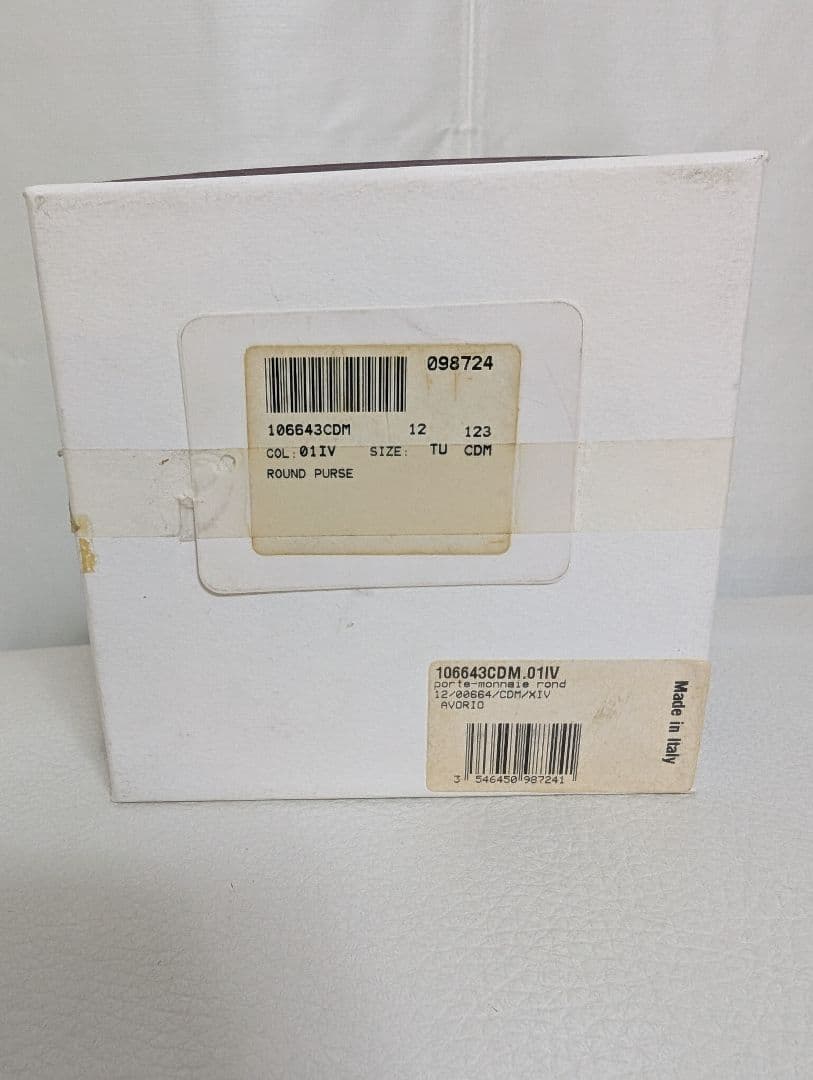 098724
106643CDM 12 123
COL: 01IV SIZE: TU CDM
ROUND PURSE
106643CDM.01IV
porte-monnaie rond
12/00664/CDM/XIV
AVORIO
3 546450 987241
Made in Italy